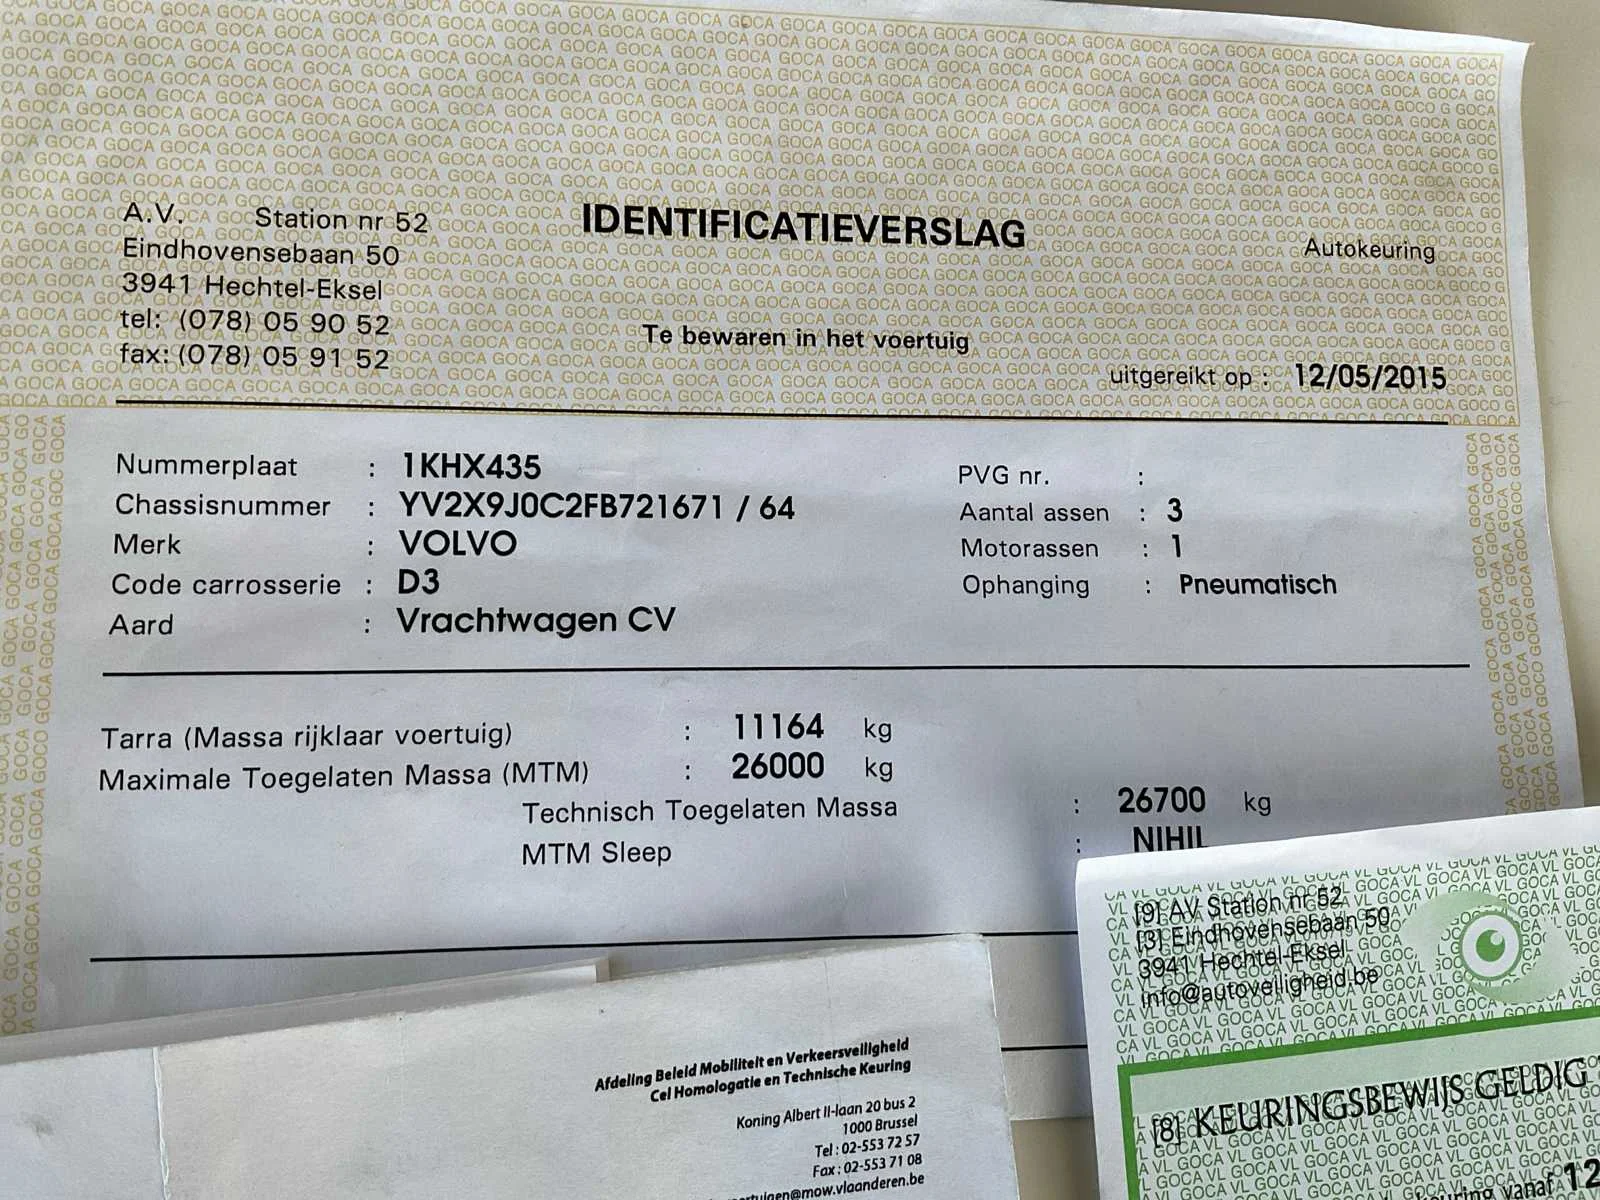 A.V. Station nr 52
Eindhovensebaan 50
3941 Hechtel-Eksel
tel: (078) 05 90 52
fax: (078) 05 91 52
IDENTIFICATIEVERSLAG
Te bewaren in het voertuig
Autokeuring
uitgereikt op : 12/05/2015
Nummerplaat : 1KHX435
Chassisnummer : YV2X9J0C2FB721671 / 64
Merk : VOLVO
Code carrosserie : D3
Aard : Vrachtwagen CV
PVG nr. :
Aantal assen : 3
Motorassen : 1
Ophanging : Pneumatisch
Tarra (Massa rijklaar voertuig) : 11164 kg
Maximale Toegelaten Massa (MTM) : 26000 kg
Technisch Toegelaten Massa : 26700 kg
MTM Sleep : NIHIL
Afdeling Beleid Mobiliteit en Verkeersveiligheid
Cel Homologatie en Technische Keuring
Koning Albert II-laan 20 bus 2
1000 Brussel
Tel : 02-553 72 57
Fax : 02-553 71 08
@mow.vlaanderen.be
[9] AV Station nr 52
[3] Eindhovensebaan 50
3941 Hechtel-Eksel
info@autoveiligheid.be
[8] KEURINGSBEWIJS GELDIG
vanaf 12